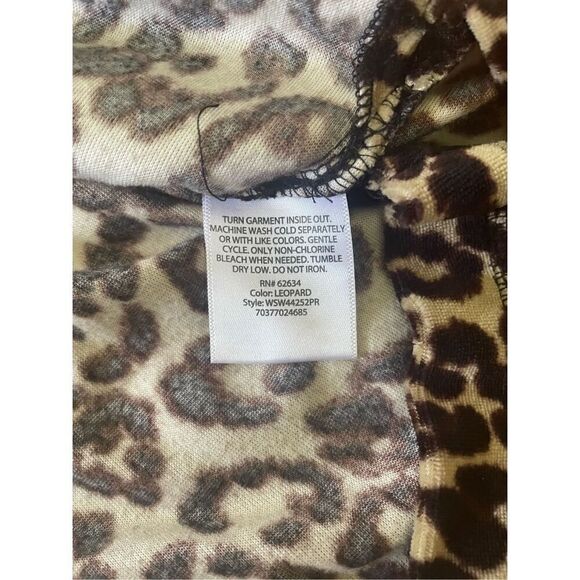 TURN GARMENT INSIDE OUT.
MACHINE WASH COLD SEPARATELY
OR WITH LIKE COLORS. GENTLE
CYCLE. ONLY NON-CHLORINE
BLEACH WHEN NEEDED. TUMBLE
DRY LOW. DO NOT IRON.
RN# 62634
Color: LEOPARD
Style: WSW44252PR
70377024685